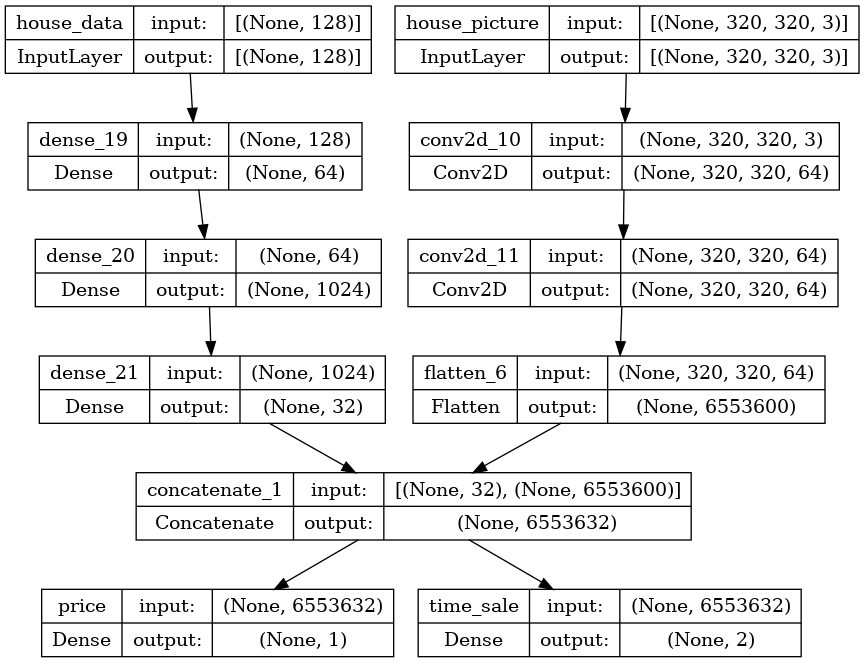 house_data input: [(None, 128)]
InputLayer output: [(None, 128)]
house_picture input: [(None, 320, 320, 3)]
InputLayer output: [(None, 320, 320, 3)]
dense_19 input: (None, 128)
Dense output: (None, 64)
conv2d_10 input: (None, 320, 320, 3)
Conv2D output: (None, 320, 320, 64)
dense_20 input: (None, 64)
Dense output: (None, 1024)
conv2d_11 input: (None, 320, 320, 64)
Conv2D output: (None, 320, 320, 64)
dense_21 input: (None, 1024)
Dense output: (None, 32)
flatten_6 input: (None, 320, 320, 64)
Flatten output: (None, 6553600)
concatenate_1 input: [(None, 32), (None, 6553600)]
Concatenate output: (None, 6553632)
price input: (None, 6553632)
Dense output: (None, 1)
time_sale input: (None, 6553632)
Dense output: (None, 2)